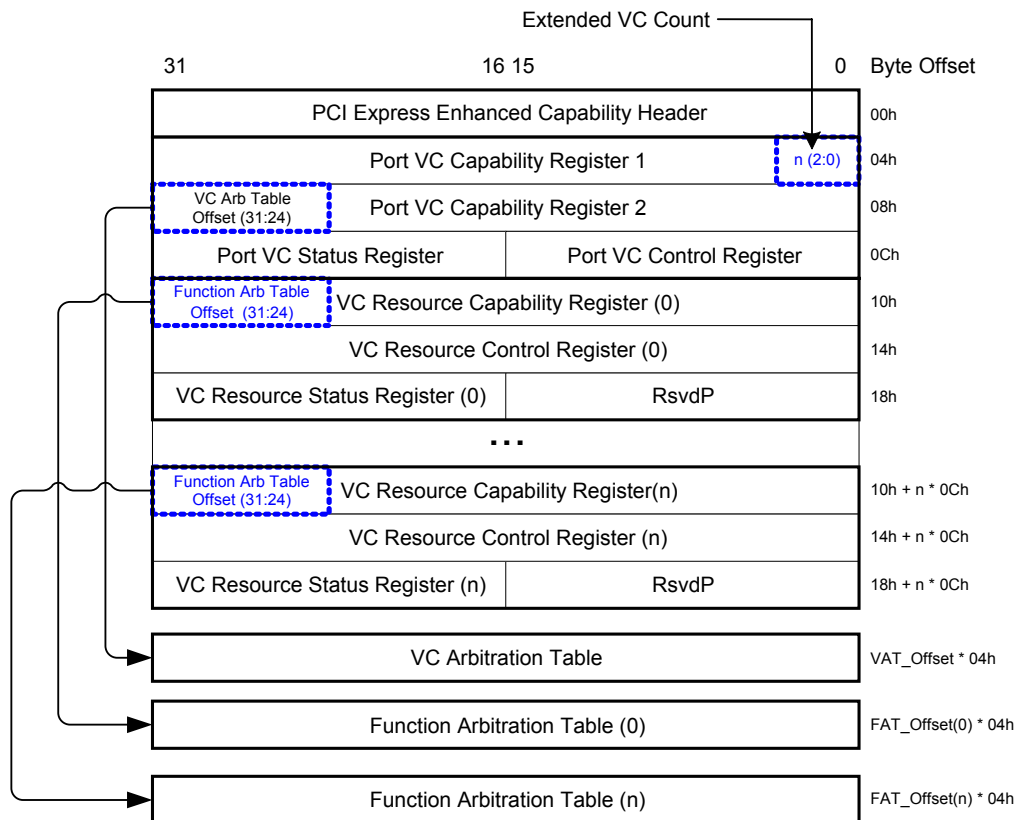 Extended VC Count
31 16 15 0 Byte Offset
PCI Express Enhanced Capability Header 00h
Port VC Capability Register 1 n (2:0) 04h
VC Arb Table
Offset (31:24)
Port VC Capability Register 2 08h
Port VC Status Register Port VC Control Register 0Ch
Function Arb Table
Offset (31:24)
VC Resource Capability Register (0) 10h
VC Resource Control Register (0) 14h
VC Resource Status Register (0) RsvdP 18h
...
Function Arb Table
Offset (31:24)
VC Resource Capability Register(n) 10h + n * 0Ch
VC Resource Control Register (n) 14h + n * 0Ch
VC Resource Status Register (n) RsvdP 18h + n * 0Ch
VC Arbitration Table VAT_Offset * 04h
Function Arbitration Table (0) FAT_Offset(0) * 04h
Function Arbitration Table (n) FAT_Offset(n) * 04h